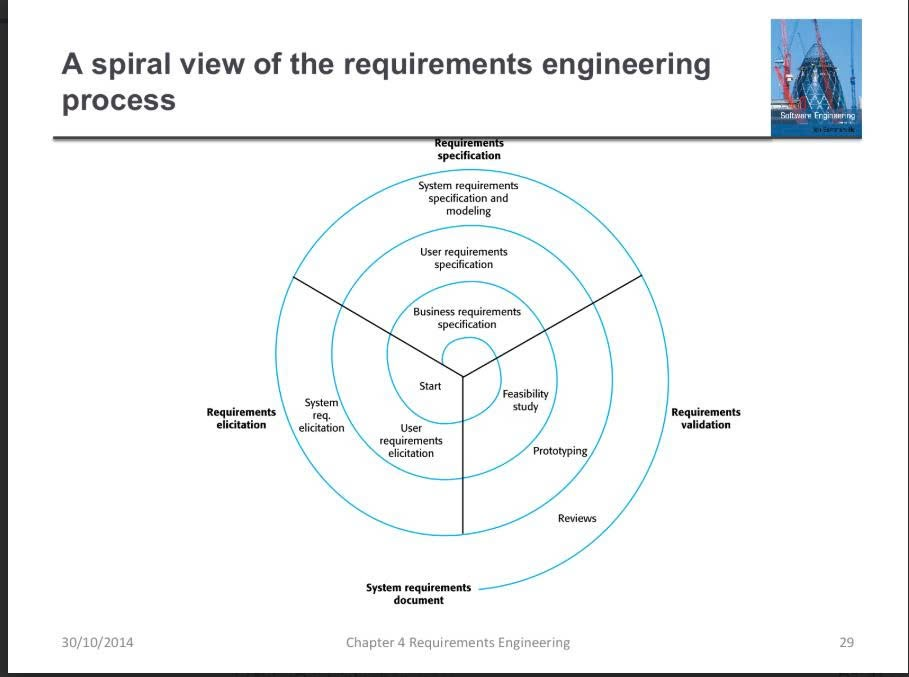 A spiral view of the requirements engineering
process
Software Engineering
Ian Sommerville
Requirements
specification
System requirements
specification and
modeling
User requirements
specification
Business requirements
specification
Start
Feasibility
study
System
req.
elicitation
User
requirements
elicitation
Requirements
elicitation
Requirements
validation
Prototyping
Reviews
System requirements
document
30/10/2014
Chapter 4 Requirements Engineering
29